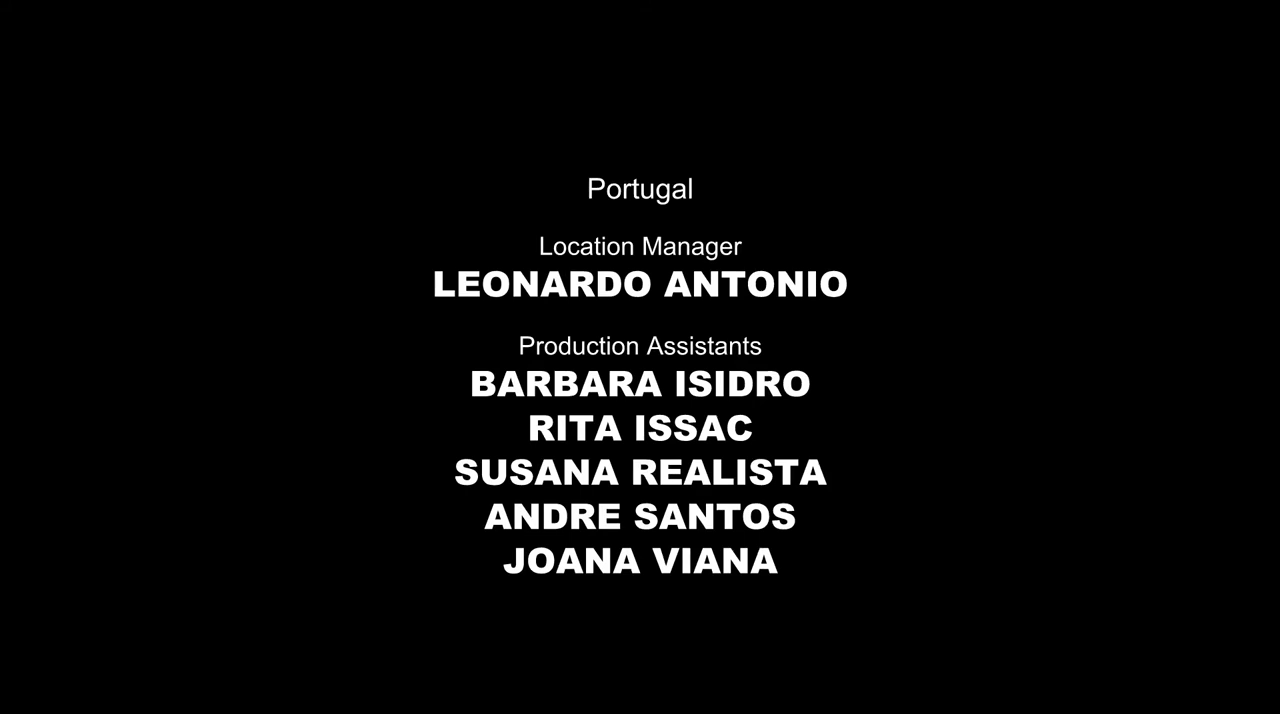 Portugal
Location Manager
LEONARDO ANTONIO
Production Assistants
BARBARA ISIDRO
RITA ISSAC
SUSANA REALISTA
ANDRE SANTOS
JOANA VIANA